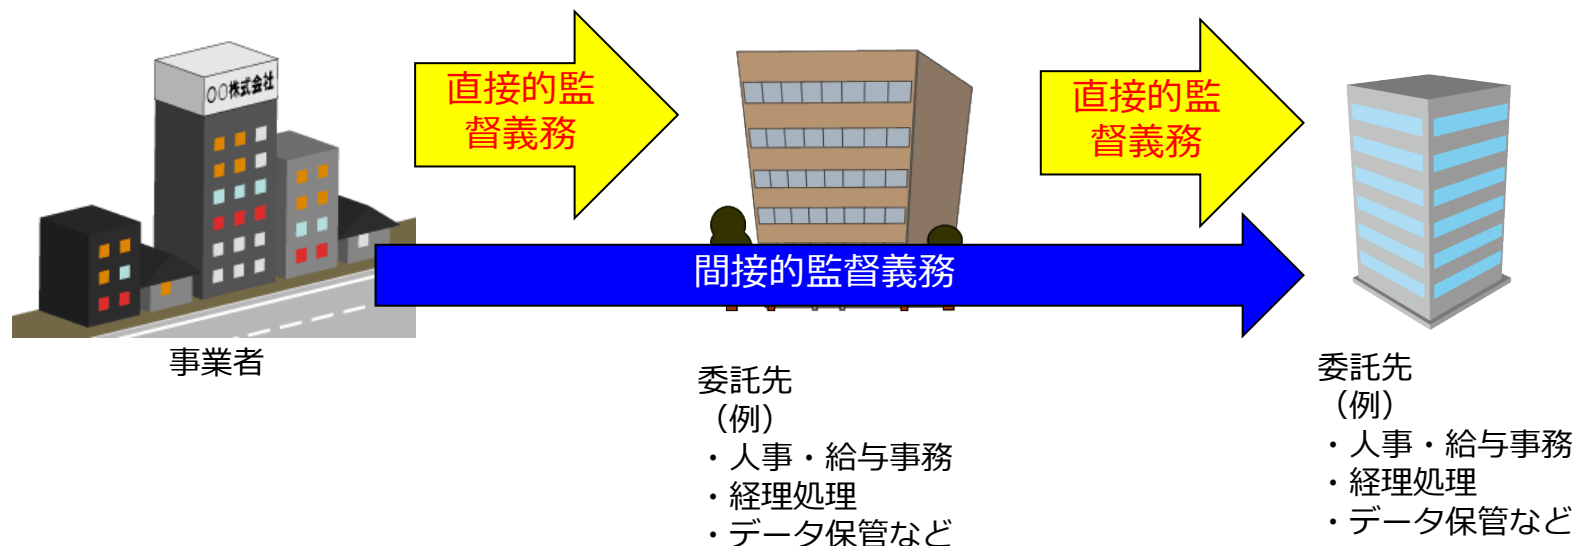 〇〇株式会社
直接的監
督義務
直接的監
督義務
間接的監督義務
事業者
委託先
（例）
・人事・給与事務
・経理処理
・データ保管など
委託先
（例）
・人事・給与事務
・経理処理
・データ保管など